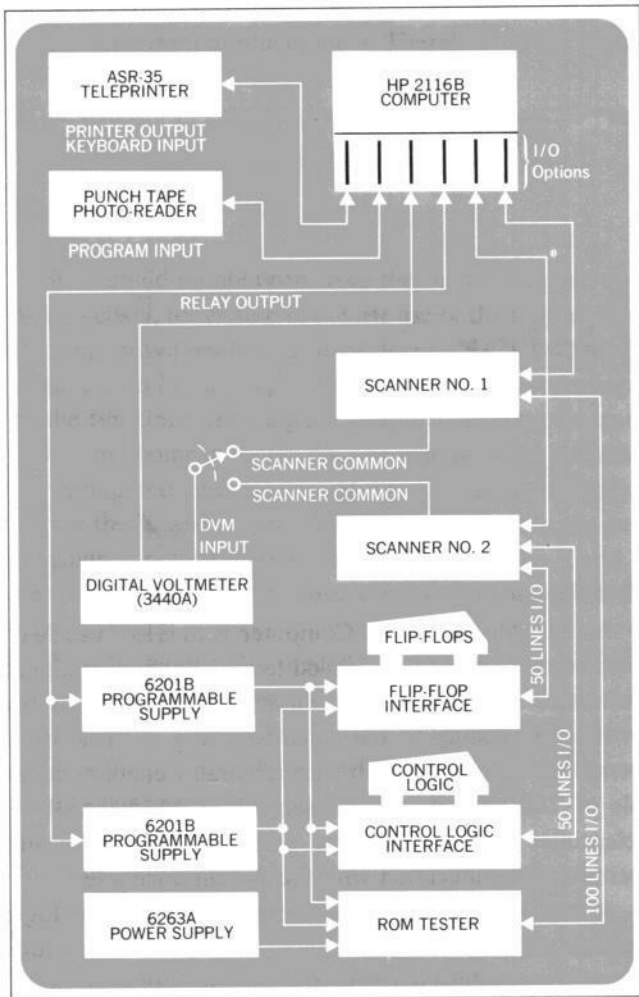 ASR-35
TELEPRINTER
PRINTER OUTPUT
KEYBOARD INPUT
HP 2116B
COMPUTER
I/O
Options
PUNCH TAPE
PHOTO-READER
PROGRAM INPUT
RELAY OUTPUT
SCANNER NO. 1
SCANNER COMMON
SCANNER COMMON
DVM
INPUT
SCANNER NO. 2
DIGITAL VOLTMETER
(3440A)
FLIP-FLOPS
6201B
PROGRAMMABLE
SUPPLY
FLIP-FLOP
INTERFACE
50 LINES I/O
CONTROL
LOGIC
6201B
PROGRAMMABLE
SUPPLY
CONTROL LOGIC
INTERFACE
50 LINES I/O
100 LINES I/O
6263A
POWER SUPPLY
ROM TESTER